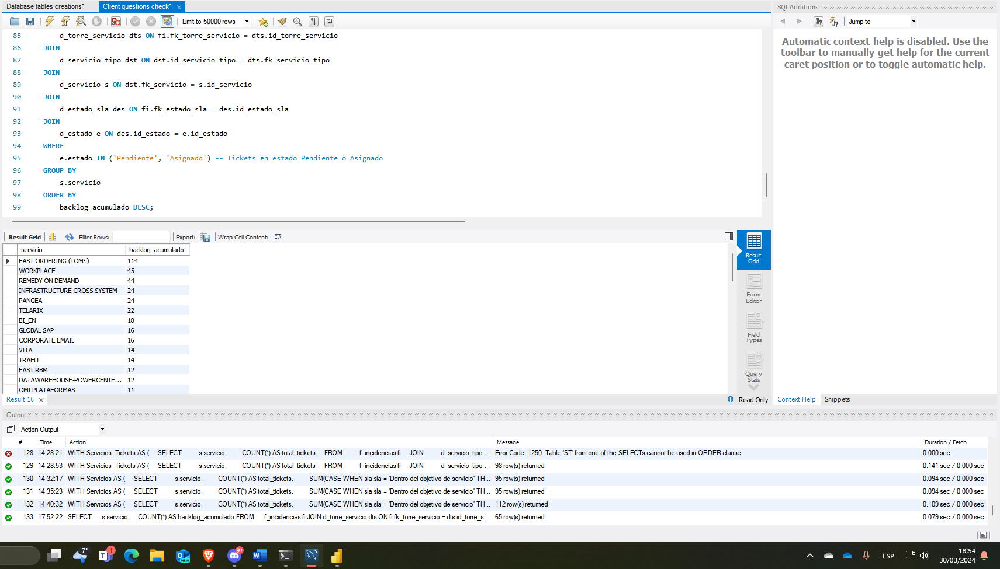 Database tables creations*
Client questions check*
Limit to 50000 rows
85 d_torre_servicio dts ON fi.fk_torre_servicio = dts.id_torre_servicio
86 JOIN
87 d_servicio_tipo dst ON dst.id_servicio_tipo = dts.fk_servicio_tipo
88 JOIN
89 d_servicio s ON dst.fk_servicio = s.id_servicio
90 JOIN
91 d_estado_sla des ON fi.fk_estado_sla = des.id_estado_sla
92 JOIN
93 d_estado e ON des.id_estado = e.id_estado
94 WHERE
95 e.estado IN ('Pendiente', 'Asignado') -- Tickets en estado Pendiente o Asignado
96 GROUP BY
97 s.servicio
98 ORDER BY
99 backlog_acumulado DESC;
Result Grid Filter Rows: Export: Wrap Cell Content:
servicio backlog_acumulado
FAST ORDERING (TOMS) 114
WORKPLACE 45
REMEDY ON DEMAND 44
INFRASTRUCTURE CROSS SYSTEM 24
PANGEA 24
TELARIX 22
BI_EN 18
GLOBAL SAP 16
CORPORATE EMAIL 16
VITA 14
TRAFUL 14
FAST RBM 12
DATAWAREHOUSE-POWERCENTE... 12
OMI PLATAFORMAS 11
Result
Grid
Form
Editor
Field
Types
Query
Stats
Result 16
Read Only
SQLAdditions
Jump to
Automatic context help is disabled. Use the
toolbar to manually get help for the current
caret position or to toggle automatic help.
Context Help Snippets
Output
Action Output
# Time Action Message Duration / Fetch
128 14:28:21 WITH Servicios_Tickets AS ( SELECT s.servicio, COUNT(*) AS total_tickets FROM f_incidencias fi JOIN d_servicio_tipo ... Error Code: 1250. Table 'ST' from one of the SELECTs cannot be used in ORDER clause 0.000 sec
129 14:28:53 WITH Servicios_Tickets AS ( SELECT s.servicio, COUNT(*) AS total_tickets FROM f_incidencias fi JOIN d_servicio_tipo ... 98 row(s) returned 0.141 sec / 0.000 sec
130 14:32:17 WITH Servicios AS ( SELECT s.servicio, COUNT(*) AS total_tickets, SUM(CASE WHEN sla.sla = 'Dentro del objetivo de servicio' TH... 95 row(s) returned 0.094 sec / 0.000 sec
131 14:35:23 WITH Servicios AS ( SELECT s.servicio, COUNT(*) AS total_tickets, SUM(CASE WHEN sla.sla = 'Dentro del objetivo de servicio' TH... 95 row(s) returned 0.094 sec / 0.000 sec
132 14:40:32 WITH Servicios AS ( SELECT s.servicio, COUNT(*) AS total_tickets, SUM(CASE WHEN sla.sla = 'Dentro del objetivo de servicio' TH... 112 row(s) returned 0.109 sec / 0.000 sec
133 17:52:22 SELECT s.servicio, COUNT(*) AS backlog_acumulado FROM f_incidencias fi JOIN d_torre_servicio dts ON fi.fk_torre_servicio = dts.id_torre_s... 65 row(s) returned 0.079 sec / 0.000 sec
7°
1
NEW
9+
ESP
18:54
30/03/2024